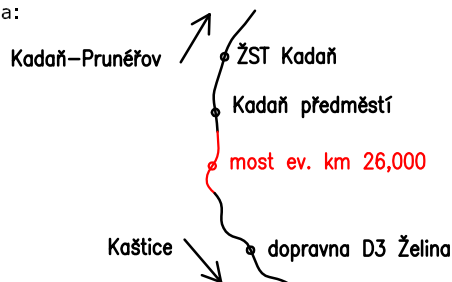 a:
Kadaň-Prunéřov
ŽST Kadaň
Kadaň předměstí
most ev. km 26,000
Kaštice
dopravna D3 Želina